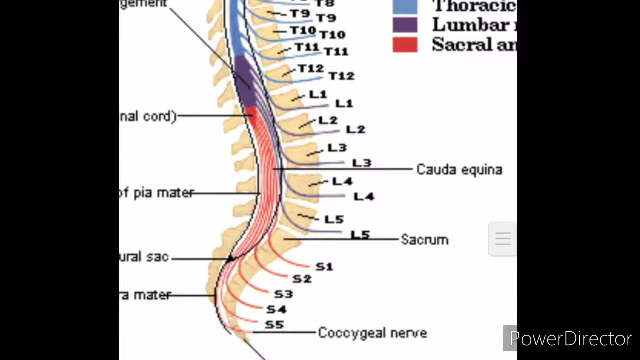 gement
T8
T9
T9
T10
T10
T11
T11
T12
T12
L1
L1
L2
L2
L3
L3
L4
L4
L5
L5
S1
S2
S3
S4
S5
Thoracic
Lumbar
Sacral an
nal cord)
Cauda equina
of pia mater
Sacrum
ural sac
a mater
Coccygeal nerve
PowerDirector